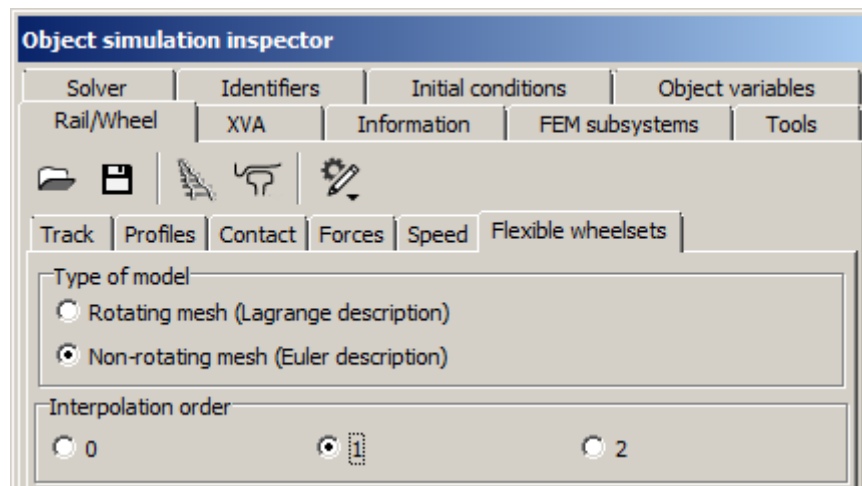 Object simulation inspector
Solver Identifiers Initial conditions Object variables
Rail/Wheel XVA Information FEM subsystems Tools
Track Profiles Contact Forces Speed Flexible wheelsets
Type of model
Rotating mesh (Lagrange description)
Non-rotating mesh (Euler description)
Interpolation order
0 1 2